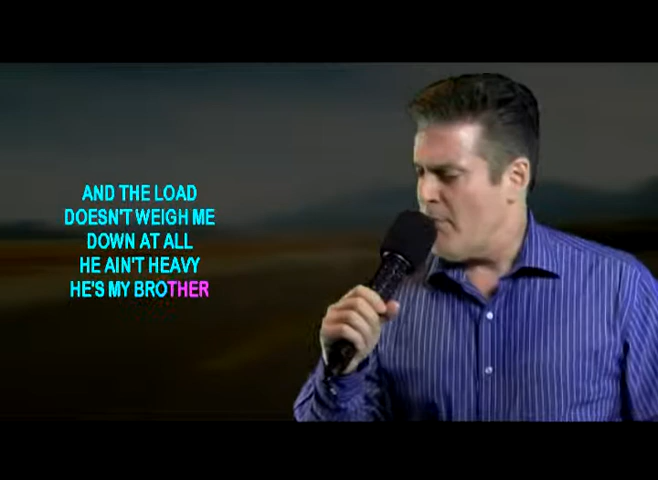 AND THE LOAD
DOESN'T WEIGH ME
DOWN AT ALL
HE AIN'T HEAVY
HE'S MY BROTHER